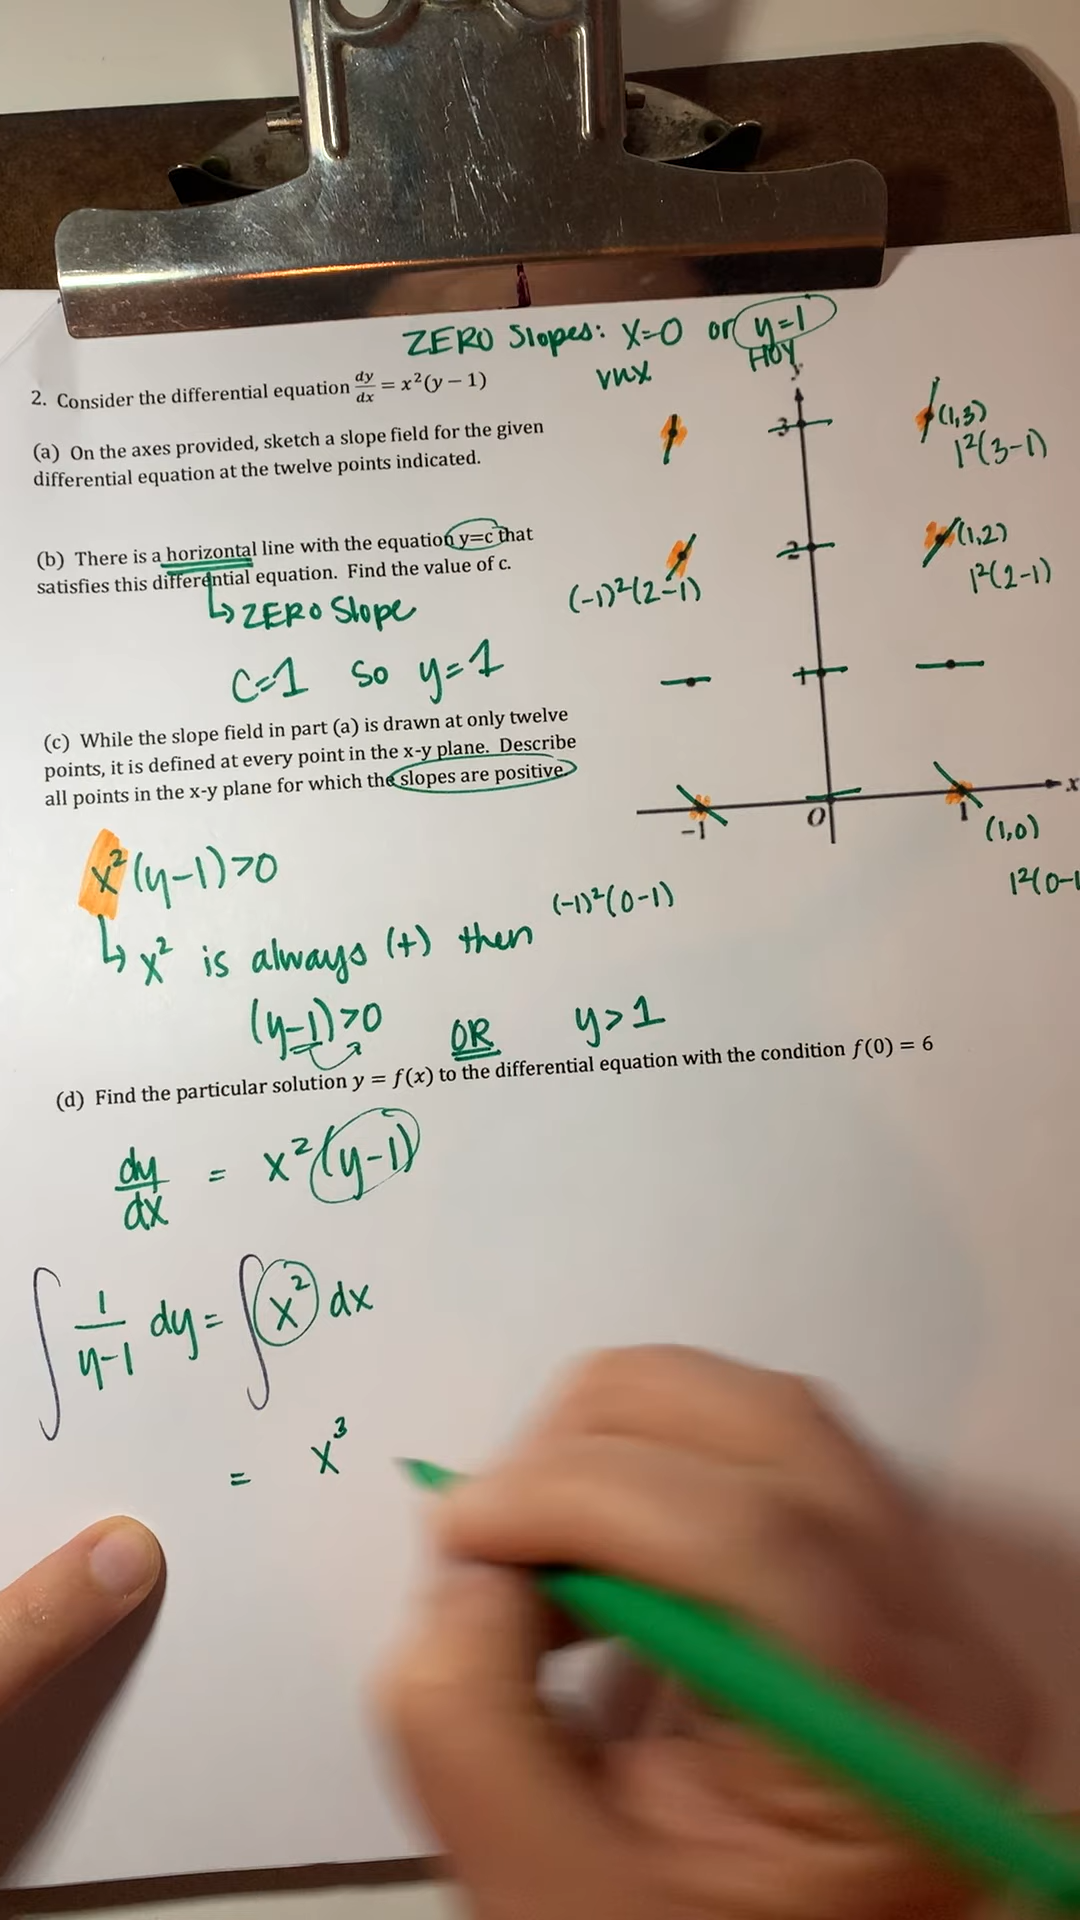 ZERO Slopes: x=0 or y=1
VUX HOY
2. Consider the differential equation dy/dx = x²(y − 1)
(a) On the axes provided, sketch a slope field for the given
differential equation at the twelve points indicated.
(b) There is a horizontal line with the equation y=c that
satisfies this differential equation. Find the value of c.
↳ ZERO Slope
C=1 so y=1
(c) While the slope field in part (a) is drawn at only twelve
points, it is defined at every point in the x-y plane. Describe
all points in the x-y plane for which the slopes are positive.
y
3
(1,3)
1²(3-1)
2
(1,2)
1²(2-1)
(-1)²(2-1)
1
-1 O 1 x
(1,0)
1²(0-1
(-1)²(0-1)
x²(y-1)>0
↳ x² is always (+) then
(y-1)>0 OR y>1
(d) Find the particular solution y = f(x) to the differential equation with the condition f(0) = 6
dy/dx = x²(y-1)
∫ 1/(y-1) dy = ∫ x² dx
= x³